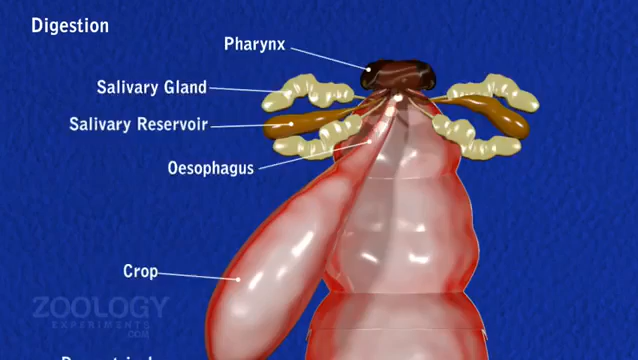 Digestion
Pharynx
Salivary Gland
Salivary Reservoir
Oesophagus
Crop
ZOOLOGY
EXPERIMENTS
.COM